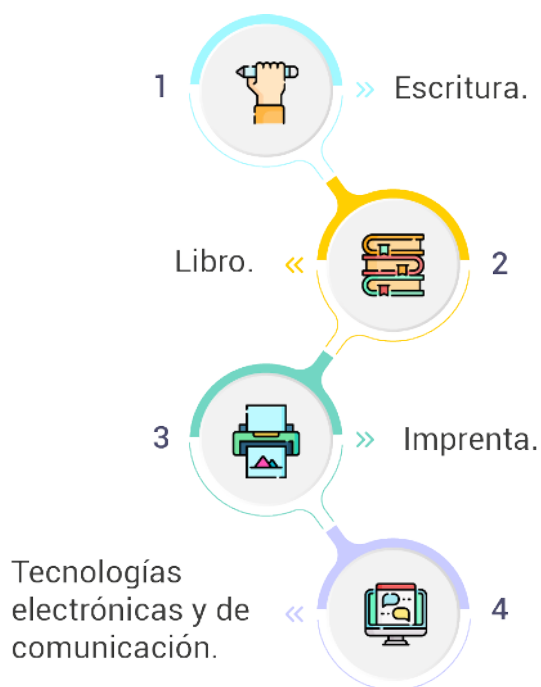 1
Escritura.
Libro.
2
3
Imprenta.
Tecnologías
electrónicas y de
comunicación.
4